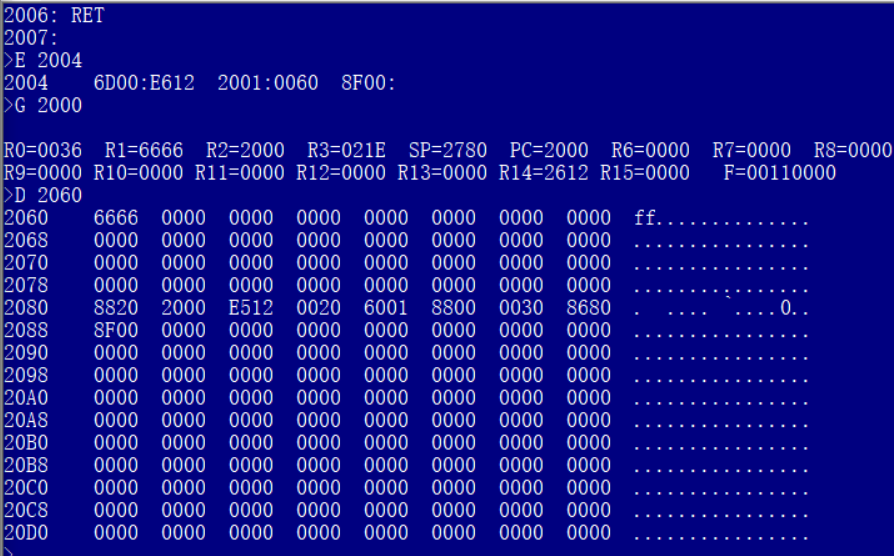 2006: RET
2007:
>E 2004
2004 6D00:E612 2001:0060 8F00:
>G 2000
R0=0036 R1=6666 R2=2000 R3=021E SP=2780 PC=2000 R6=0000 R7=0000 R8=0000
R9=0000 R10=0000 R11=0000 R12=0000 R13=0000 R14=2612 R15=0000 F=00110000
>D 2060
2060 6666 0000 0000 0000 0000 0000 0000 0000 ff..............
2068 0000 0000 0000 0000 0000 0000 0000 0000 ................
2070 0000 0000 0000 0000 0000 0000 0000 0000 ................
2078 0000 0000 0000 0000 0000 0000 0000 0000 ................
2080 8820 2000 E512 0020 6001 8800 0030 8680 . .... `....0..
2088 8F00 0000 0000 0000 0000 0000 0000 0000 ................
2090 0000 0000 0000 0000 0000 0000 0000 0000 ................
2098 0000 0000 0000 0000 0000 0000 0000 0000 ................
20A0 0000 0000 0000 0000 0000 0000 0000 0000 ................
20A8 0000 0000 0000 0000 0000 0000 0000 0000 ................
20B0 0000 0000 0000 0000 0000 0000 0000 0000 ................
20B8 0000 0000 0000 0000 0000 0000 0000 0000 ................
20C0 0000 0000 0000 0000 0000 0000 0000 0000 ................
20C8 0000 0000 0000 0000 0000 0000 0000 0000 ................
20D0 0000 0000 0000 0000 0000 0000 0000 0000 ................
>